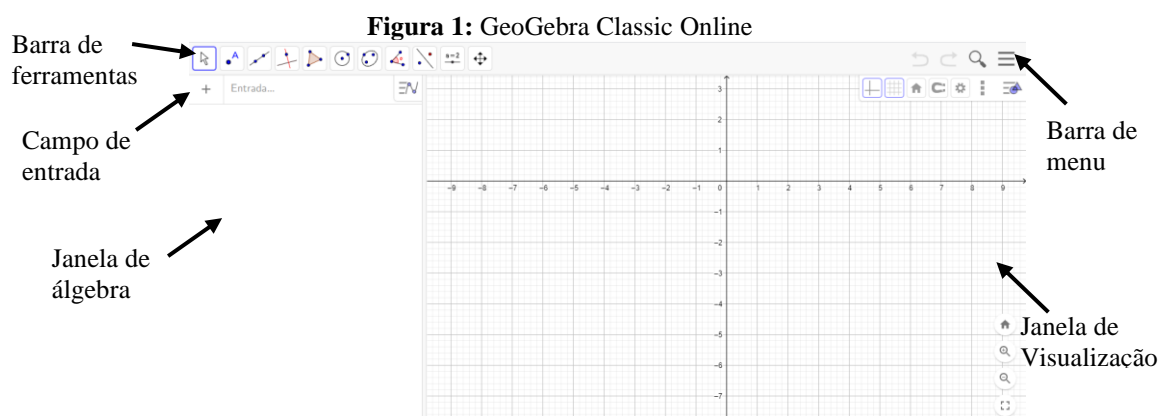 Figura 1: GeoGebra Classic Online
Barra de
ferramentas
A
a=2
+ Entrada...
Campo de
entrada
Janela de
álgebra
Barra de
menu
Janela de
Visualização
3
2
1
-9 -8 -7 -6 -5 -4 -3 -2 -1 0 1 2 3 4 5 6 7 8 9
-1
-2
-3
-4
-5
-6
-7